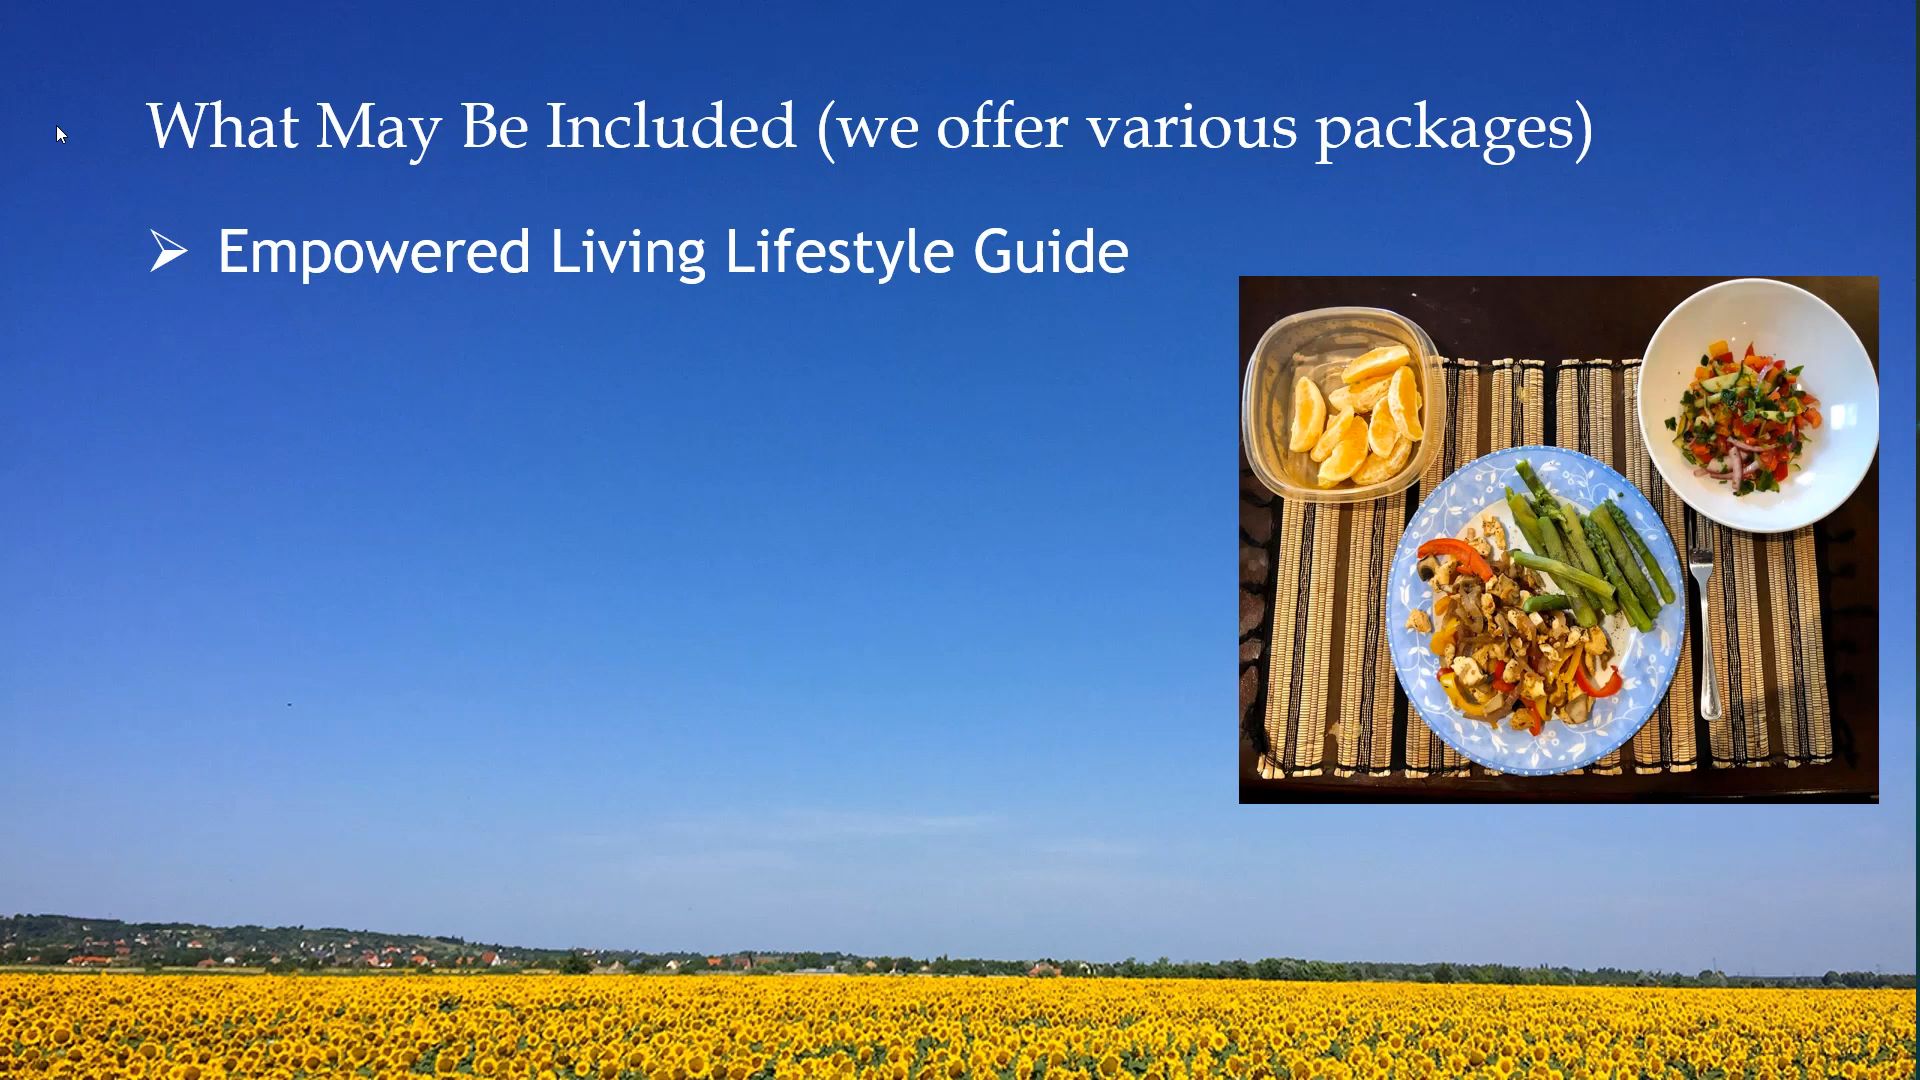 What May Be Included (we offer various packages)
Empowered Living Lifestyle Guide